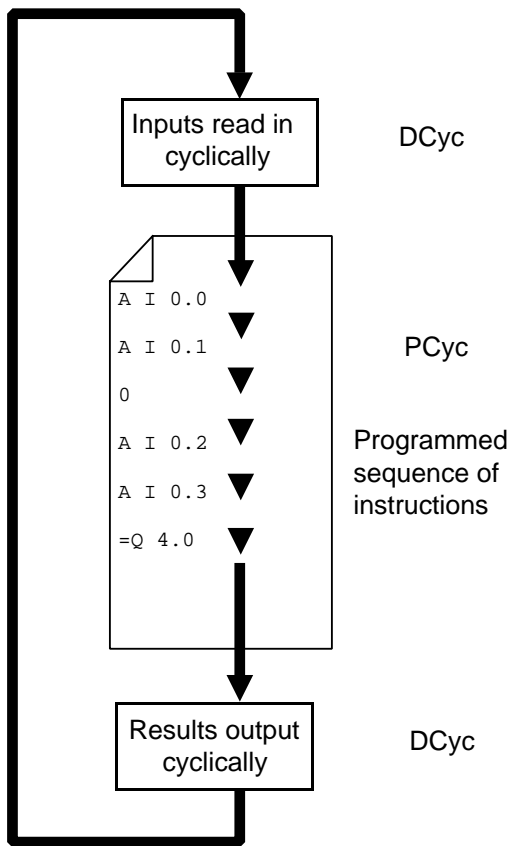 Inputs read in
cyclically
DCyc
A I 0.0
A I 0.1
PCyc
0
A I 0.2
Programmed
sequence of
instructions
A I 0.3
=Q 4.0
Results output
cyclically
DCyc